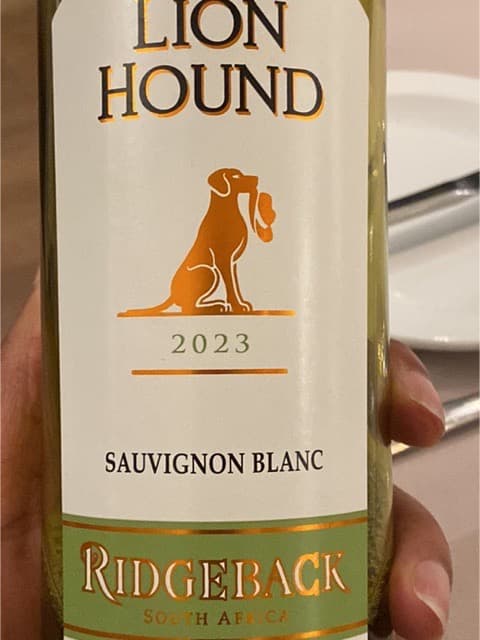 LION
HOUND
2023
SAUVIGNON BLANC
RIDGEBACK
SOUTH AFRICA